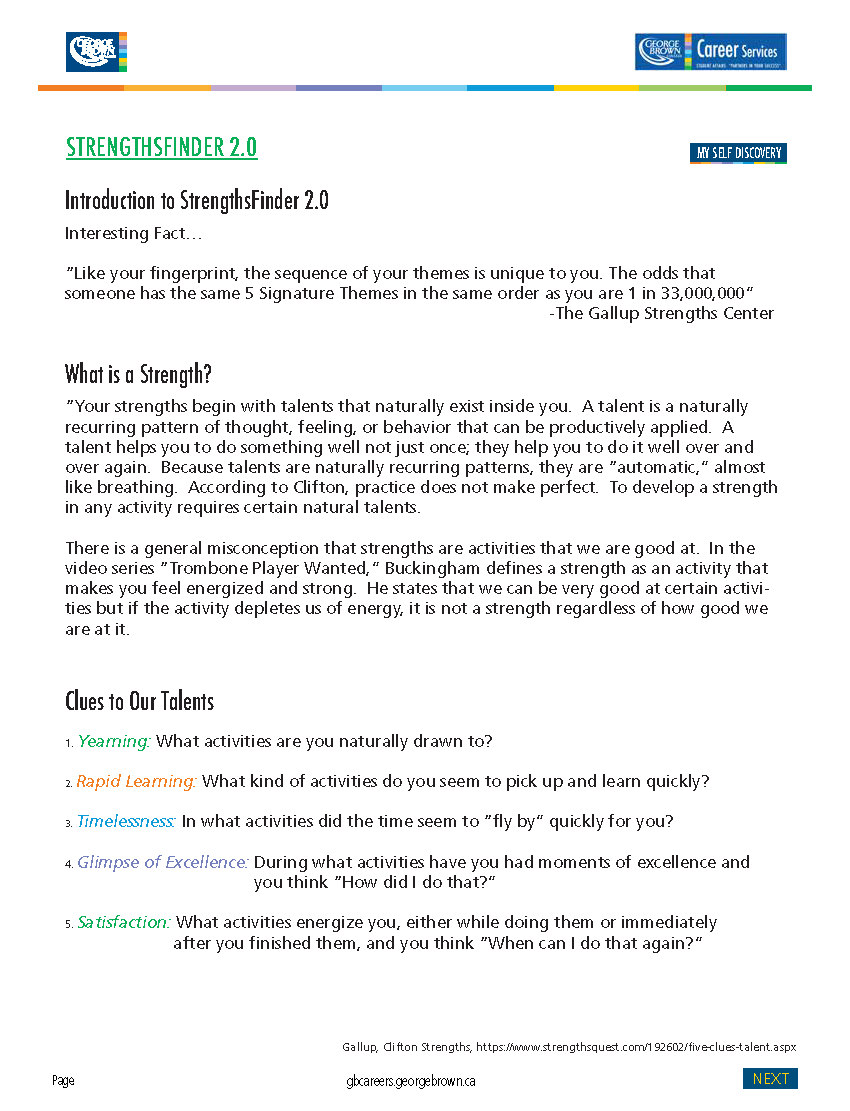 GEORGE
BROWN
GEORGE
BROWN
COLLEGE
Career Services
STUDENT AFFAIRS: "PARTNERS IN YOUR SUCCESS"
STRENGTHSFINDER 2.0
MY SELF DISCOVERY
Introduction to StrengthsFinder 2.0
Interesting Fact…
“Like your fingerprint, the sequence of your themes is unique to you. The odds that
someone has the same 5 Signature Themes in the same order as you are 1 in 33,000,000”
-The Gallup Strengths Center
What is a Strength?
“Your strengths begin with talents that naturally exist inside you.  A talent is a naturally
recurring pattern of thought, feeling, or behavior that can be productively applied.  A
talent helps you to do something well not just once; they help you to do it well over and
over again.  Because talents are naturally recurring patterns, they are “automatic,” almost
like breathing.  According to Clifton, practice does not make perfect.  To develop a strength
in any activity requires certain natural talents.
There is a general misconception that strengths are activities that we are good at.  In the
video series “Trombone Player Wanted,” Buckingham defines a strength as an activity that
makes you feel energized and strong.  He states that we can be very good at certain activi-
ties but if the activity depletes us of energy, it is not a strength regardless of how good we
are at it.
Clues to Our Talents
1. Yearning: What activities are you naturally drawn to?
2. Rapid Learning: What kind of activities do you seem to pick up and learn quickly?
3. Timelessness: In what activities did the time seem to “fly by” quickly for you?
4. Glimpse of Excellence: During what activities have you had moments of excellence and
you think “How did I do that?”
5. Satisfaction: What activities energize you, either while doing them or immediately
after you finished them, and you think “When can I do that again?”
Gallup, Clifton Strengths, https://www.strengthsquest.com/192602/five-clues-talent.aspx
Page
gbcareers.georgebrown.ca
NEXT